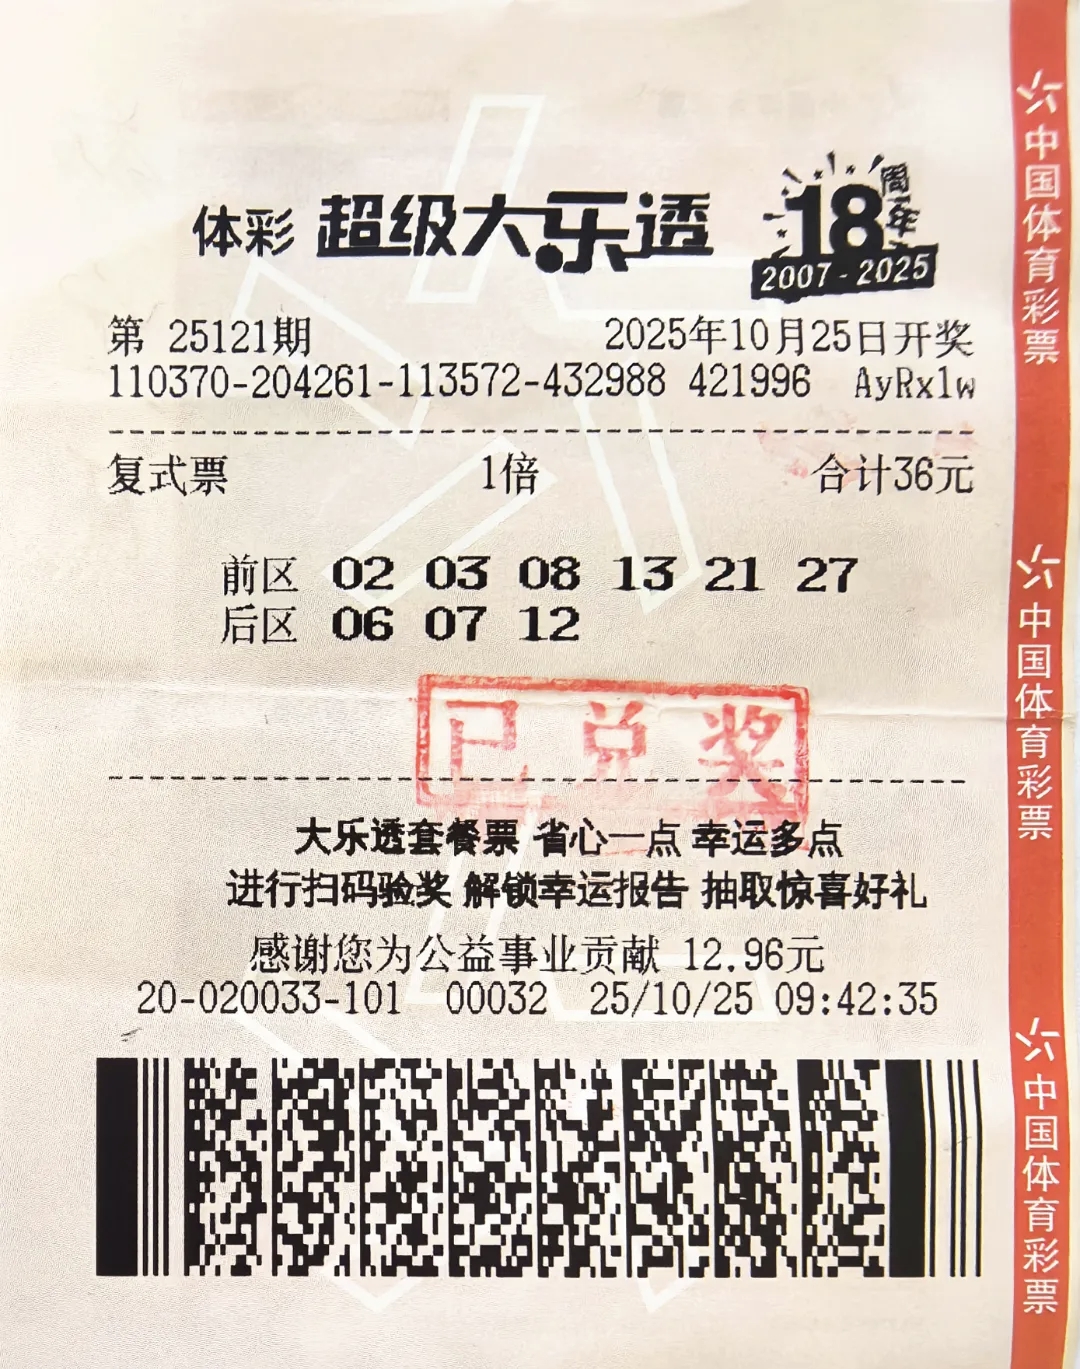 体彩 超级大乐透 18周年
2007-2025
第 25121期 2025年10月25日开奖
110370-204261-113572-432988 421996 AyRx1w
复式票 1倍 合计36元
前区 02 03 08 13 21 27
后区 06 07 12
已兑奖
大乐透套餐票 省心一点 幸运多点
进行扫码验奖 解锁幸运报告 抽取惊喜好礼
感谢您为公益事业贡献 12.96元
20-020033-101 00032 25/10/25 09:42:35
中国体育彩票
中国体育彩票
中国体育彩票